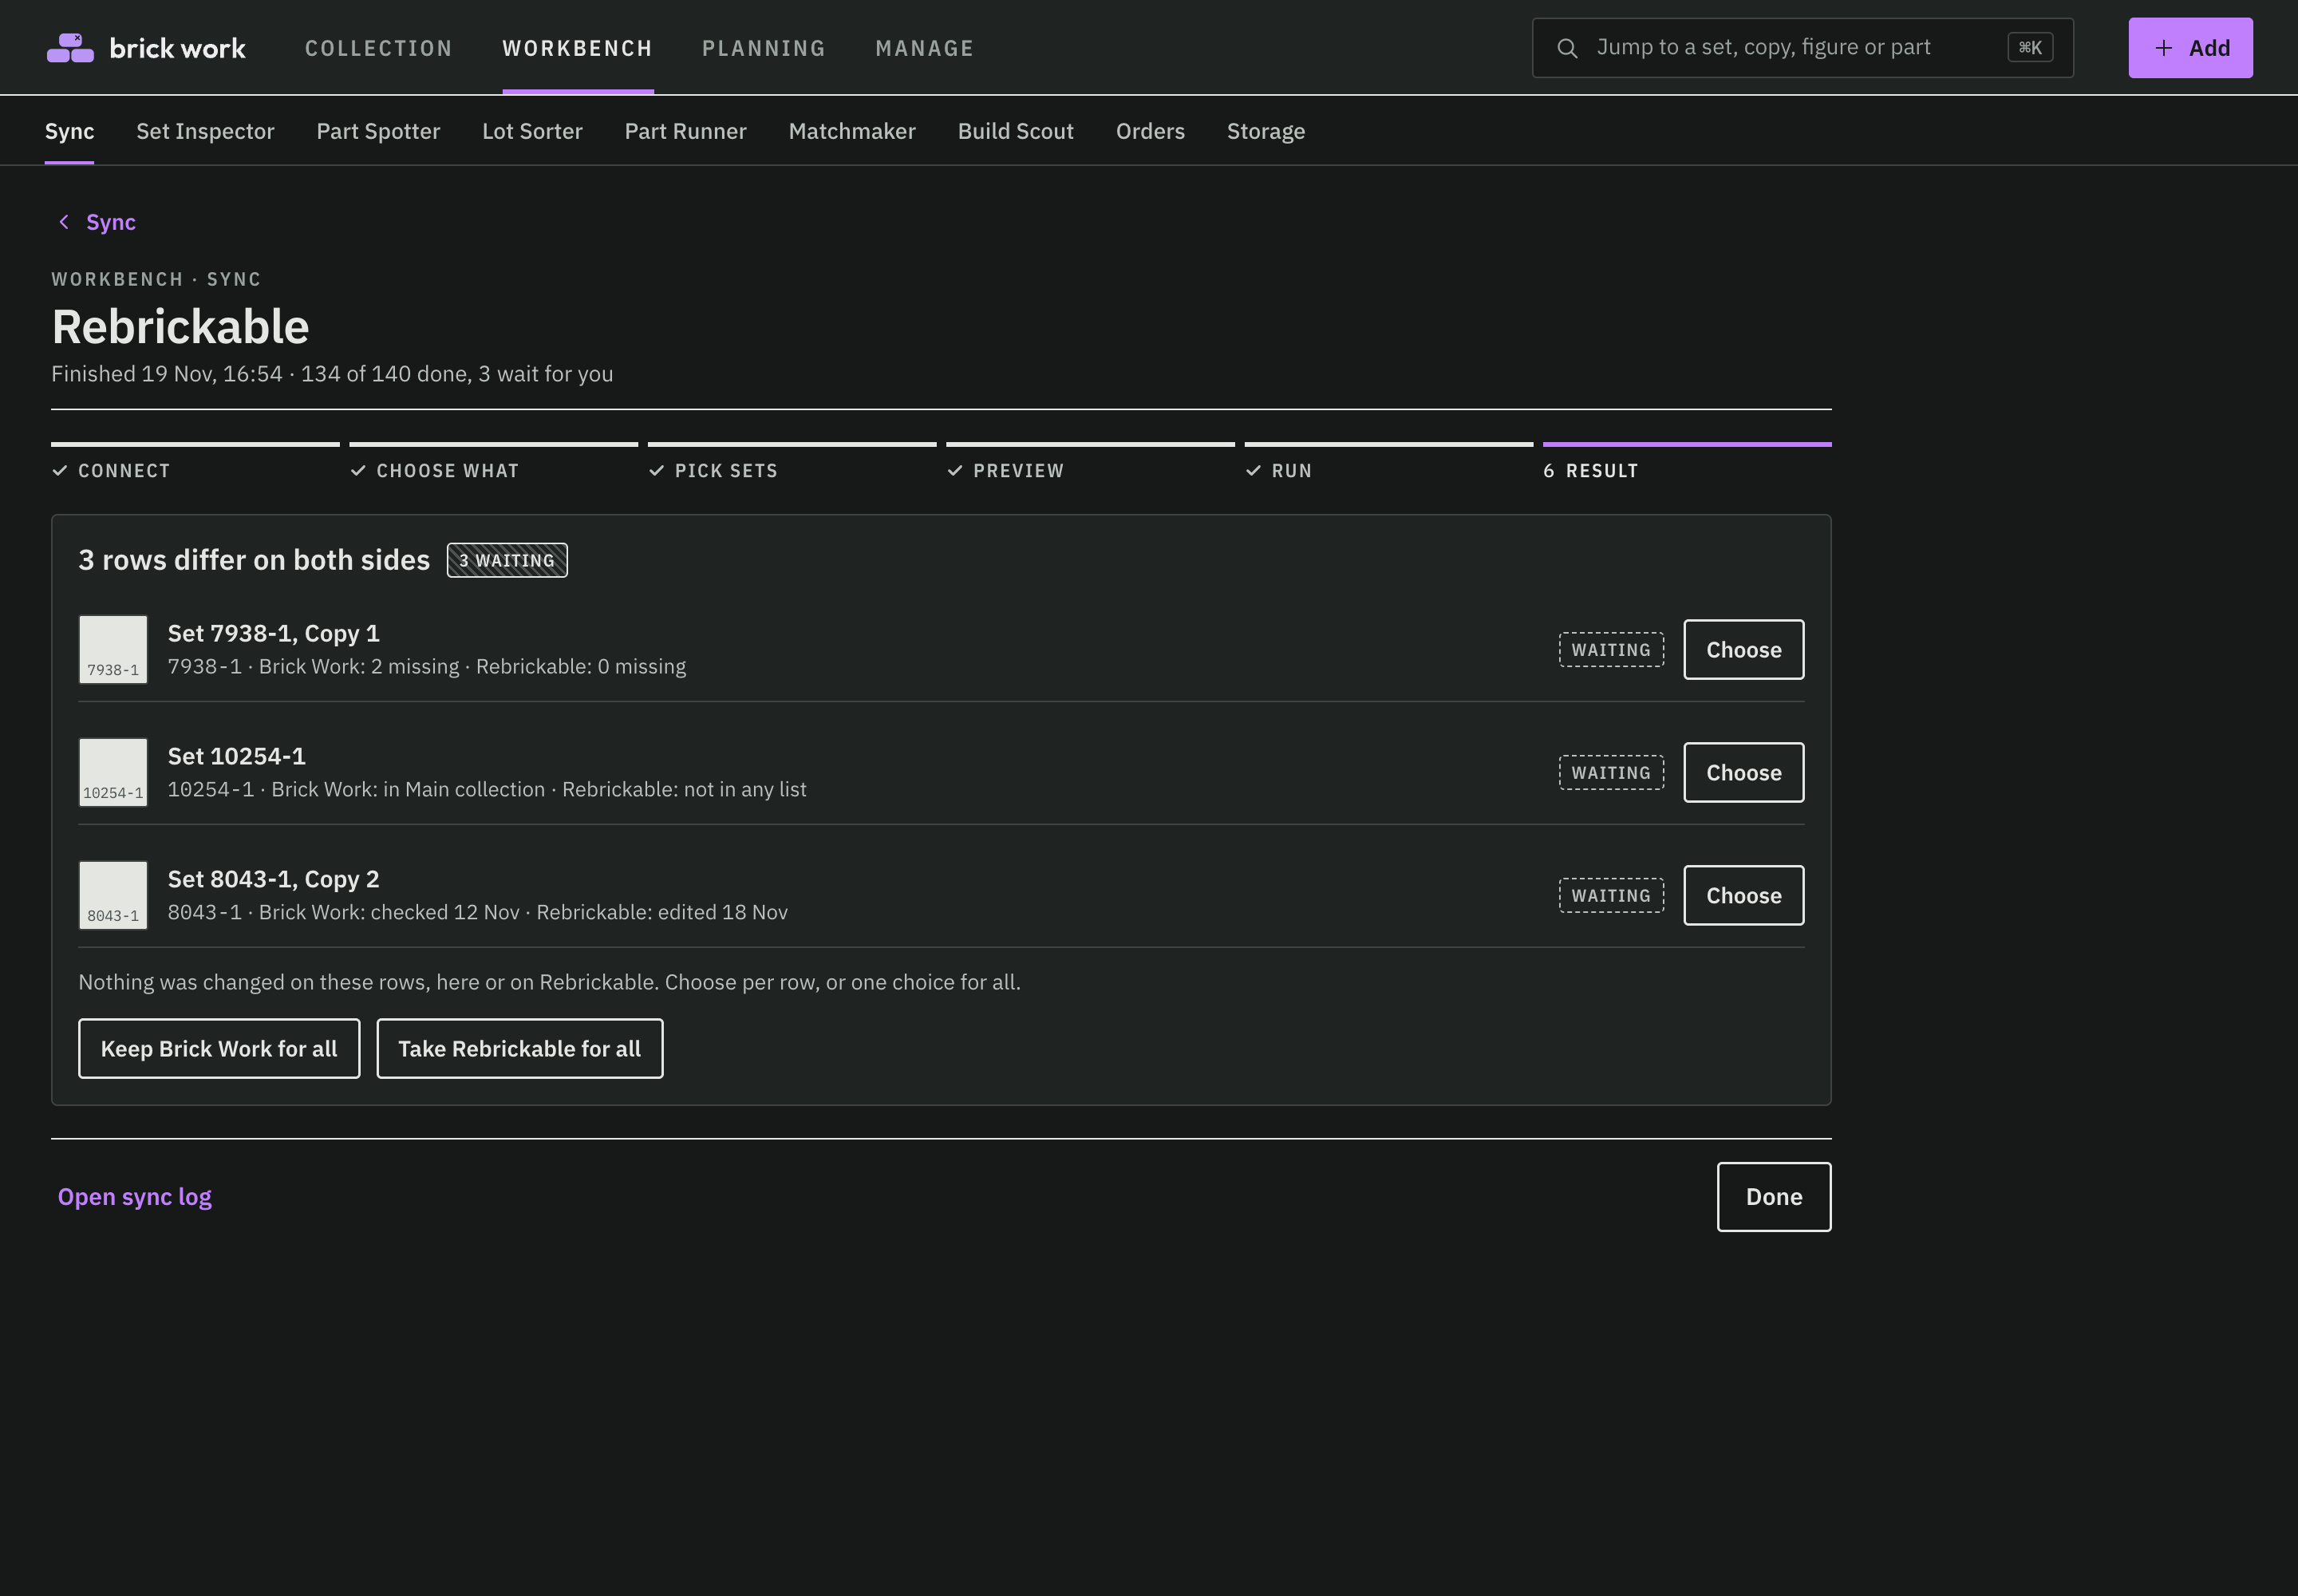 brick work
COLLECTION
WORKBENCH
PLANNING
MANAGE
Jump to a set, copy, figure or part
⌘K
+ Add
Sync
Set Inspector
Part Spotter
Lot Sorter
Part Runner
Matchmaker
Build Scout
Orders
Storage
Sync
WORKBENCH · SYNC
Rebrickable
Finished 19 Nov, 16:54 · 134 of 140 done, 3 wait for you
CONNECT
CHOOSE WHAT
PICK SETS
PREVIEW
RUN
6 RESULT
3 rows differ on both sides
3 WAITING
7938-1
Set 7938-1, Copy 1
7938-1 · Brick Work: 2 missing · Rebrickable: 0 missing
WAITING
Choose
10254-1
Set 10254-1
10254-1 · Brick Work: in Main collection · Rebrickable: not in any list
WAITING
Choose
8043-1
Set 8043-1, Copy 2
8043-1 · Brick Work: checked 12 Nov · Rebrickable: edited 18 Nov
WAITING
Choose
Nothing was changed on these rows, here or on Rebrickable. Choose per row, or one choice for all.
Keep Brick Work for all
Take Rebrickable for all
Open sync log
Done